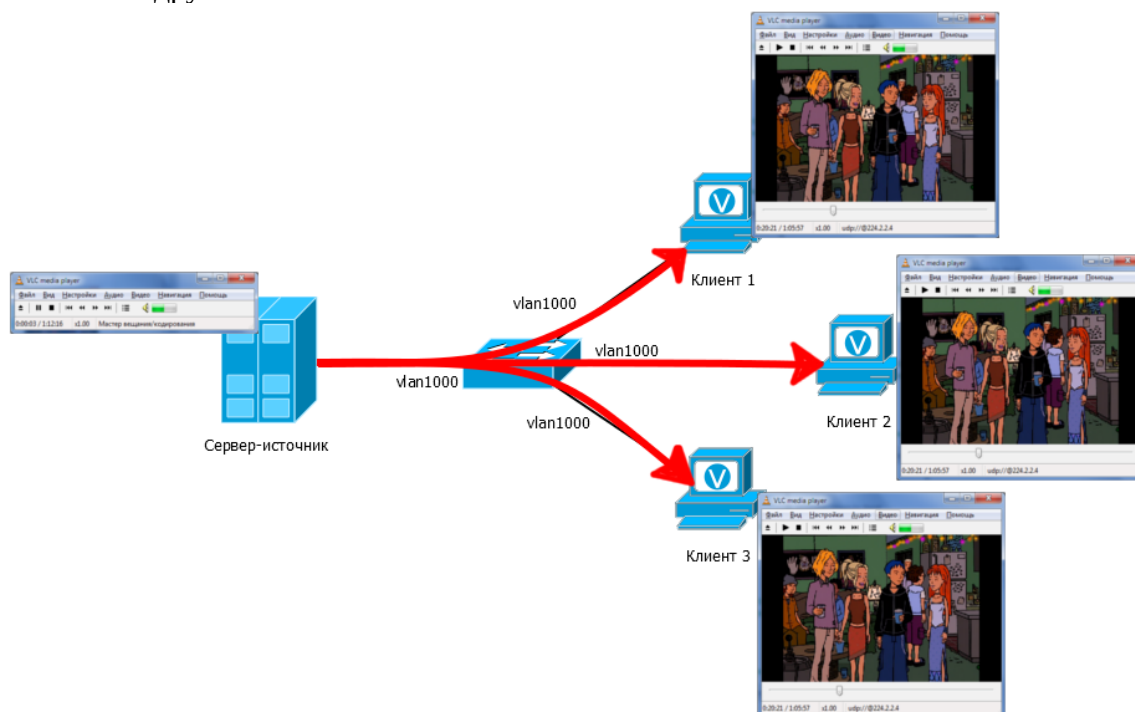 VLC media player
Файл Вид Настройки Аудио Видео Навигация Помощь
0:20:21 / 1:05:57 x1.00 udp://@224.2.2.4
V
Клиент 1
VLC media player
Файл Вид Настройки Аудио Видео Навигация Помощь
0:20:21 / 1:05:57 x1.00 udp://@224.2.2.4
VLC media player
Файл Вид Настройки Аудио Видео Навигация Помощь
0:00:03 / 1:12:16 x1.00 Мастер вещания/кодирования
vlan1000
vlan1000
V
vlan1000
vlan1000
Клиент 2
Сервер-источник
V
Клиент 3
VLC media player
Файл Вид Настройки Аудио Видео Навигация Помощь
0:20:21 / 1:05:57 x1.00 udp://@224.2.2.4